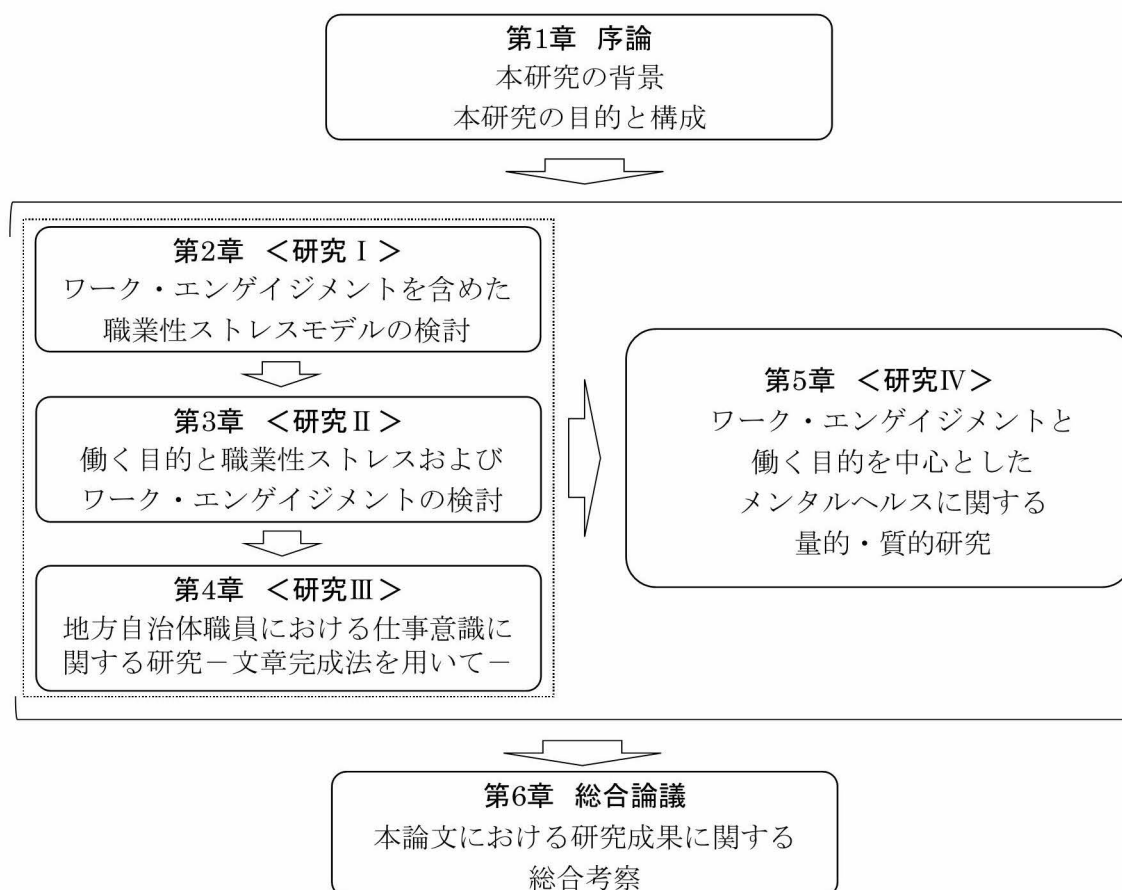 第1章 序論
本研究の背景
本研究の目的と構成
第2章 ＜研究Ⅰ＞
ワーク・エンゲイジメントを含めた
職業性ストレスモデルの検討
第3章 ＜研究Ⅱ＞
働く目的と職業性ストレスおよび
ワーク・エンゲイジメントの検討
第4章 ＜研究Ⅲ＞
地方自治体職員における仕事意識に
関する研究－文章完成法を用いて－
第5章 ＜研究Ⅳ＞
ワーク・エンゲイジメントと
働く目的を中心とした
メンタルヘルスに関する
量的・質的研究
第6章 総合論議
本論文における研究成果に関する
総合考察